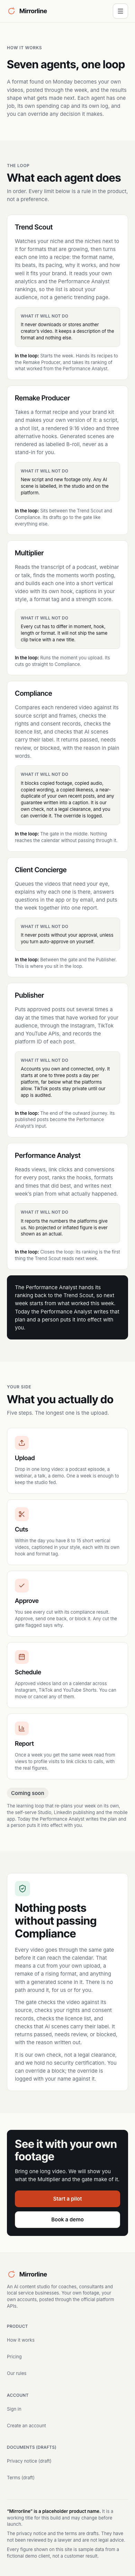 Mirrorline
HOW IT WORKS
Seven agents, one loop
A format found on Monday becomes your own
videos, posted through the week, and the results
shape what gets made next. Each agent has one
job, its own spending cap and its own log, and
you can override any decision it makes.
THE LOOP
What each agent does
In order. Every limit below is a rule in the product,
not a preference.
Trend Scout
Watches your niche and the niches next to
it for formats that are growing, then turns
each one into a recipe: the format name,
its beats, its pacing, why it works, and how
well it fits your brand. It reads your own
analytics and the Performance Analyst
rankings, so the list is about your
audience, not a generic trending page.
WHAT IT WILL NOT DO
It never downloads or stores another
creator's video. It keeps a description of the
format and nothing else.
In the loop: Starts the week. Hands its recipes to
the Remake Producer, and takes its ranking of
what worked from the Performance Analyst.
Remake Producer
Takes a format recipe and your brand kit
and makes your own version of it: a script,
a shot list, a rendered 9:16 video and three
alternative hooks. Generated scenes are
rendered as labelled B-roll, never as a
stand-in for you.
WHAT IT WILL NOT DO
New script and new footage only. Any AI
scene is labelled, in the studio and on the
platform.
In the loop: Sits between the Trend Scout and
Compliance. Its drafts go to the gate like
everything else.
Multiplier
Reads the transcript of a podcast, webinar
or talk, finds the moments worth posting,
and builds each one into a short vertical
video with its own hook, captions in your
style, a format and a strength score.
WHAT IT WILL NOT DO
Every cut has to differ in moment, hook,
length or format. It will not ship the same
clip twice with a new title.
In the loop: Runs the moment you upload. Its
cuts go straight to Compliance.
Compliance
Compares each rendered video against its
source script and frames, checks the
rights and consent records, checks the
licence list, and checks that AI scenes
carry their label. It returns passed, needs
review, or blocked, with the reason in plain
words.
WHAT IT WILL NOT DO
It blocks copied footage, copied audio,
copied wording, a copied likeness, a near-
duplicate of your own recent posts, and any
guarantee written into a caption. It is our
own check, not a legal clearance, and you
can override it. The override is logged.
In the loop: The gate in the middle. Nothing
reaches the calendar without passing through it.
Client Concierge
Queues the videos that need your eye,
explains why each one is there, answers
questions in the app or by email, and puts
the week together into one report.
WHAT IT WILL NOT DO
It never posts without your approval, unless
you turn auto-approve on yourself.
In the loop: Between the gate and the Publisher.
This is where you sit in the loop.
Publisher
Puts approved posts out several times a
day at the times that have worked for your
audience, through the Instagram, TikTok
and YouTube APIs, and records the
platform ID of each post.
WHAT IT WILL NOT DO
Accounts you own and connected, only. It
starts at one to three posts a day per
platform, far below what the platforms
allow. TikTok posts stay private until our
app is audited.
In the loop: The end of the outward journey. Its
published posts become the Performance
Analyst's input.
Performance Analyst
Reads views, link clicks and conversions
for every post, ranks the hooks, formats
and times that did best, and writes next
week's plan from what actually happened.
WHAT IT WILL NOT DO
It reports the numbers the platforms give
us. No projected or inflated figure is ever
shown as an actual.
In the loop: Closes the loop. Its ranking is the first
thing the Trend Scout reads next week.
The Performance Analyst hands its
ranking back to the Trend Scout, so next
week starts from what worked this week.
Today the Performance Analyst writes that
plan and a person puts it into effect with
you.
YOUR SIDE
What you actually do
Five steps. The longest one is the upload.
Upload
Drop in one long video: a podcast episode, a
webinar, a talk, a demo. One a week is enough to
keep the studio fed.
Cuts
Within the day you have 8 to 15 short vertical
videos, captioned in your style, each with its own
hook and format tag.
Approve
You see every cut with its compliance result.
Approve, send one back, or block it. Any cut the
gate flagged says why.
Schedule
Approved videos land on a calendar across
Instagram, TikTok and YouTube Shorts. You can
move or cancel any of them.
Report
Once a week you get the same week read from
views to profile visits to link clicks to calls, with
the real figures.
Coming soon
The learning loop that re-plans your week on its own,
the self-serve Studio, LinkedIn publishing and the mobile
app. Today the Performance Analyst writes the plan and
a person puts it into effect with you.
Nothing posts
without passing
Compliance
Every video goes through the same gate
before it can reach the calendar. That
means a cut from your own upload, a
remake of a rising format, and anything
with a generated scene in it. There is no
path around it, for us or for you.
The gate checks the video against its
source, checks your rights and consent
records, checks the licence list, and
checks that AI scenes carry their label. It
returns passed, needs review, or blocked,
with the reason written out.
It is our own check, not a legal clearance,
and we hold no security certification. You
can override a block; the override is
logged with your name against it.
See it with your own
footage
Bring one long video. We will show you
what the Multiplier and the gate make of it.
Start a pilot
Book a demo
Mirrorline
An AI content studio for coaches, consultants and
local service businesses. Your own footage, your
own accounts, posted through the official platform
APIs.
PRODUCT
How it works
Pricing
Our rules
ACCOUNT
Sign in
Create an account
DOCUMENTS (DRAFTS)
Privacy notice (draft)
Terms (draft)
"Mirrorline" is a placeholder product name. It is a
working title for this build and may change before
launch.
The privacy notice and the terms are drafts. They have
not been reviewed by a lawyer and are not legal advice.
Every figure shown on this site is sample data from a
fictional demo client, not a customer result.